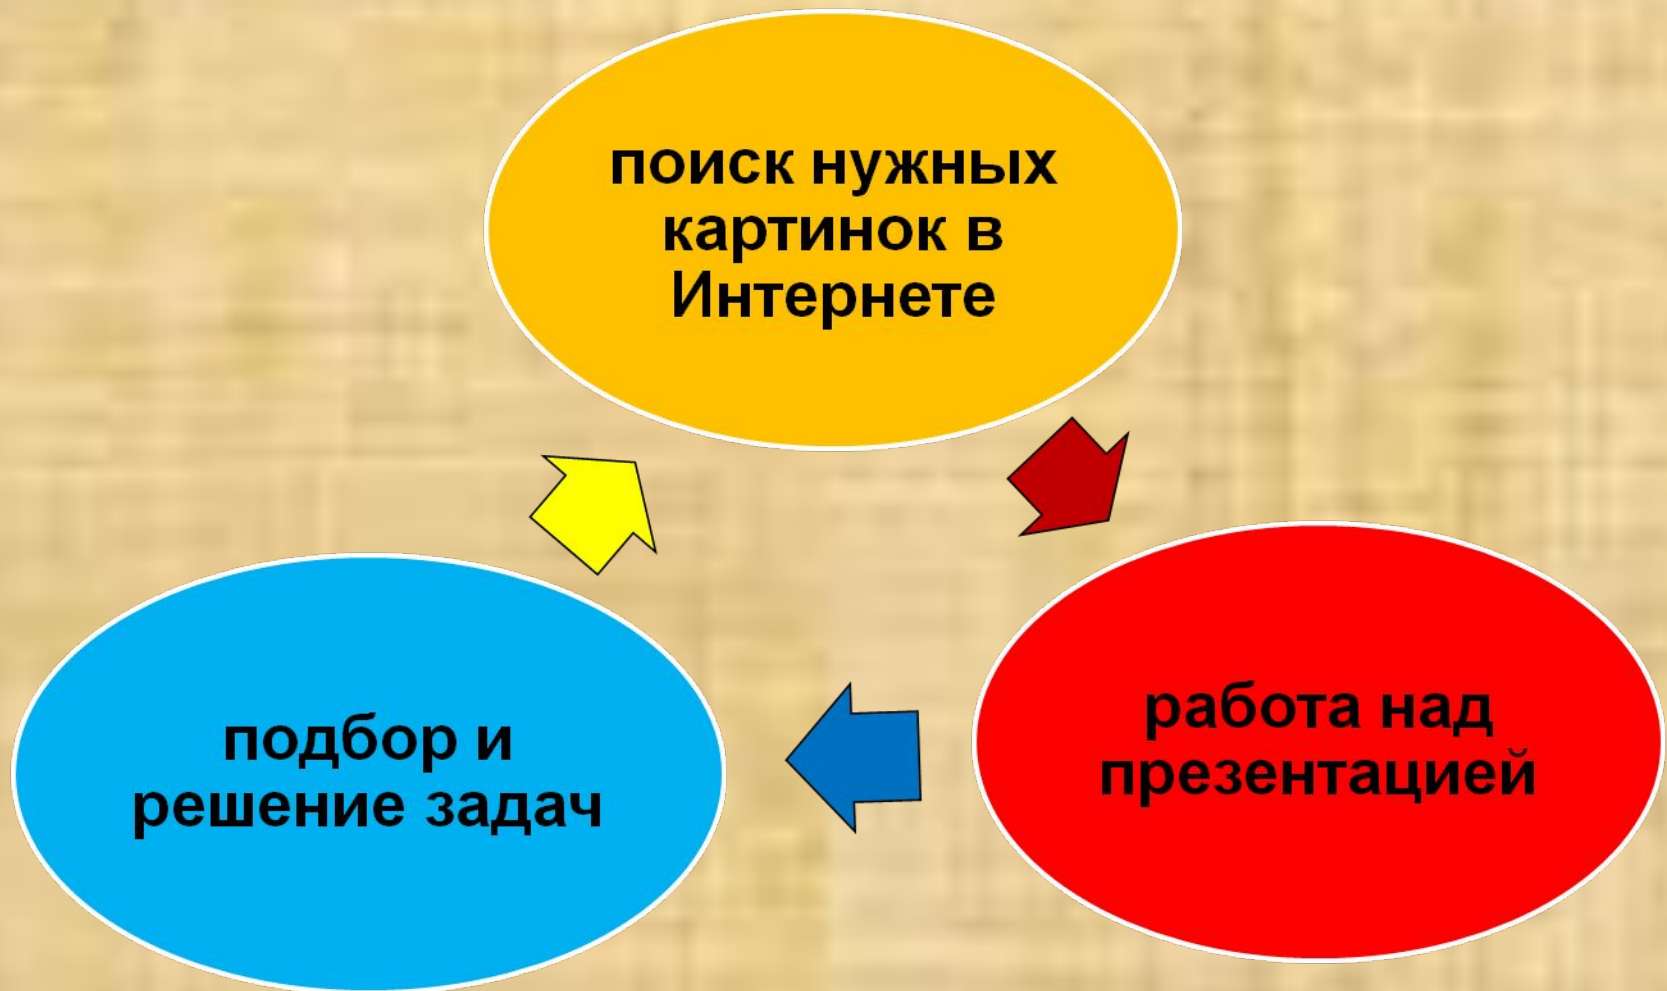 поиск нужных
картинок в
Интернете
работа над
презентацией
подбор и
решение задач